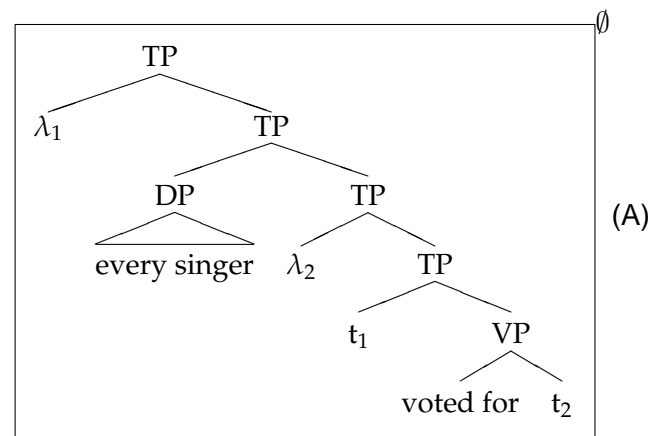 ∅
TP
λ₁ TP
DP TP
(A)
every singer λ₂ TP
t₁ VP
voted for t₂